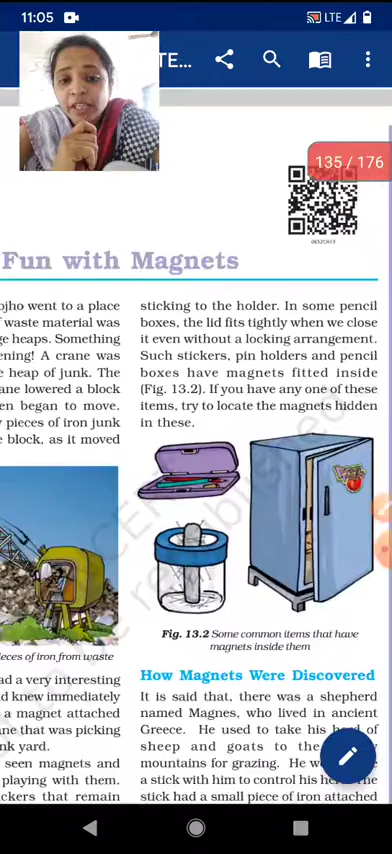 11:05
LTE
TE...
135 / 176
0652CH13
Fun with Magnets
ojho went to a place
f waste material was
ge heaps. Something
ening! A crane was
e heap of junk. The
ane lowered a block
en began to move.
y pieces of iron junk
e block, as it moved
ieces of iron from waste
ad a very interesting
d knew immediately
a magnet attached
ane that was picking
nk yard.
seen magnets and
playing with them.
ckers that remain
sticking to the holder. In some pencil
boxes, the lid fits tightly when we close
it even without a locking arrangement.
Such stickers, pin holders and pencil
boxes have magnets fitted inside
(Fig. 13.2). If you have any one of these
items, try to locate the magnets hidden
in these.
Fig. 13.2 Some common items that have
magnets inside them
How Magnets Were Discovered
It is said that, there was a shepherd
named Magnes, who lived in ancient
Greece. He used to take his of
sheep and goats to the
mountains for grazing. He
a stick with him to control his
stick had a small piece of iron attached